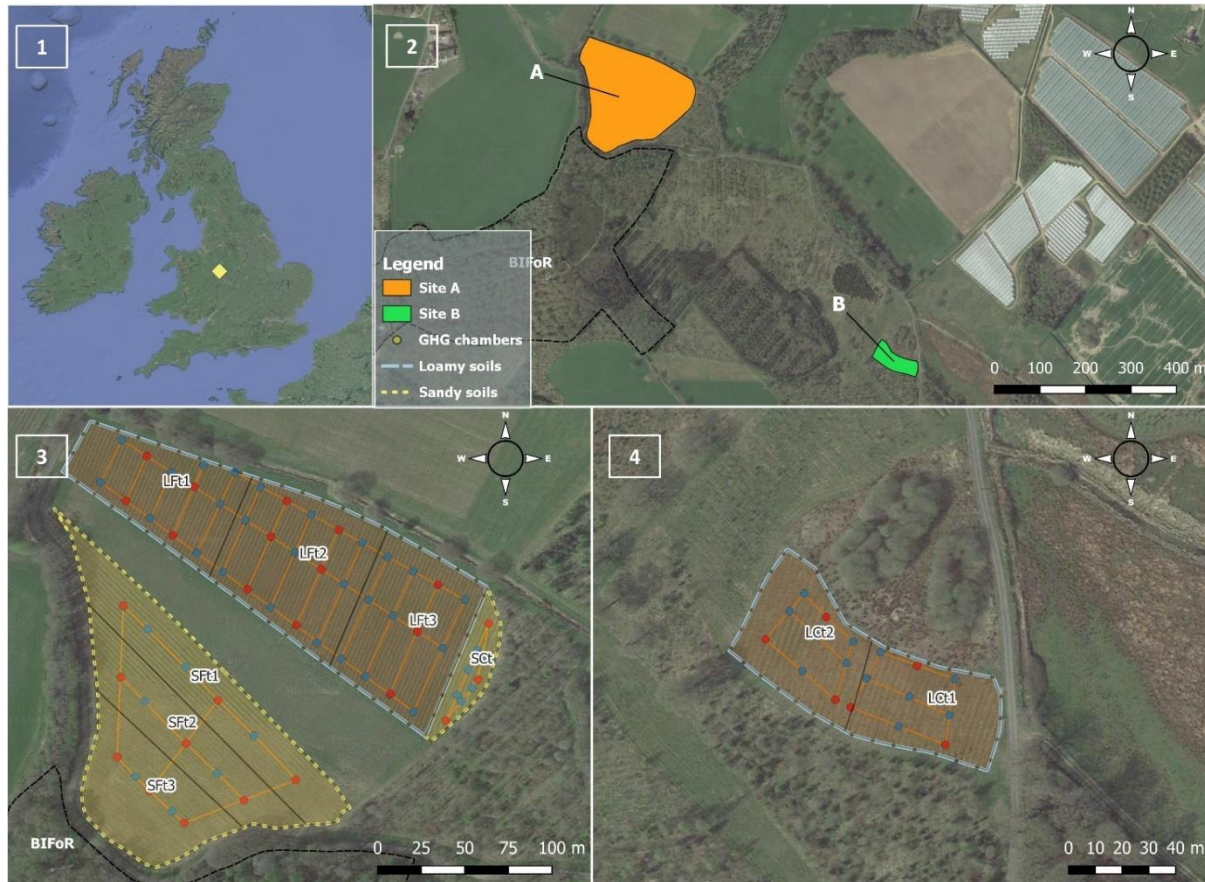 1
2
A
N
W E
S
BIFoR
Legend
Site A
Site B
GHG chambers
Loamy soils
Sandy soils
B
0 100 200 300 400 m
3
N
W E
S
LFt1
LFt2
LFt3
SCt
SFt1
SFt2
SFt3
BIFoR
0 25 50 75 100 m
4
N
W E
S
LCt2
LCt1
0 10 20 30 40 m